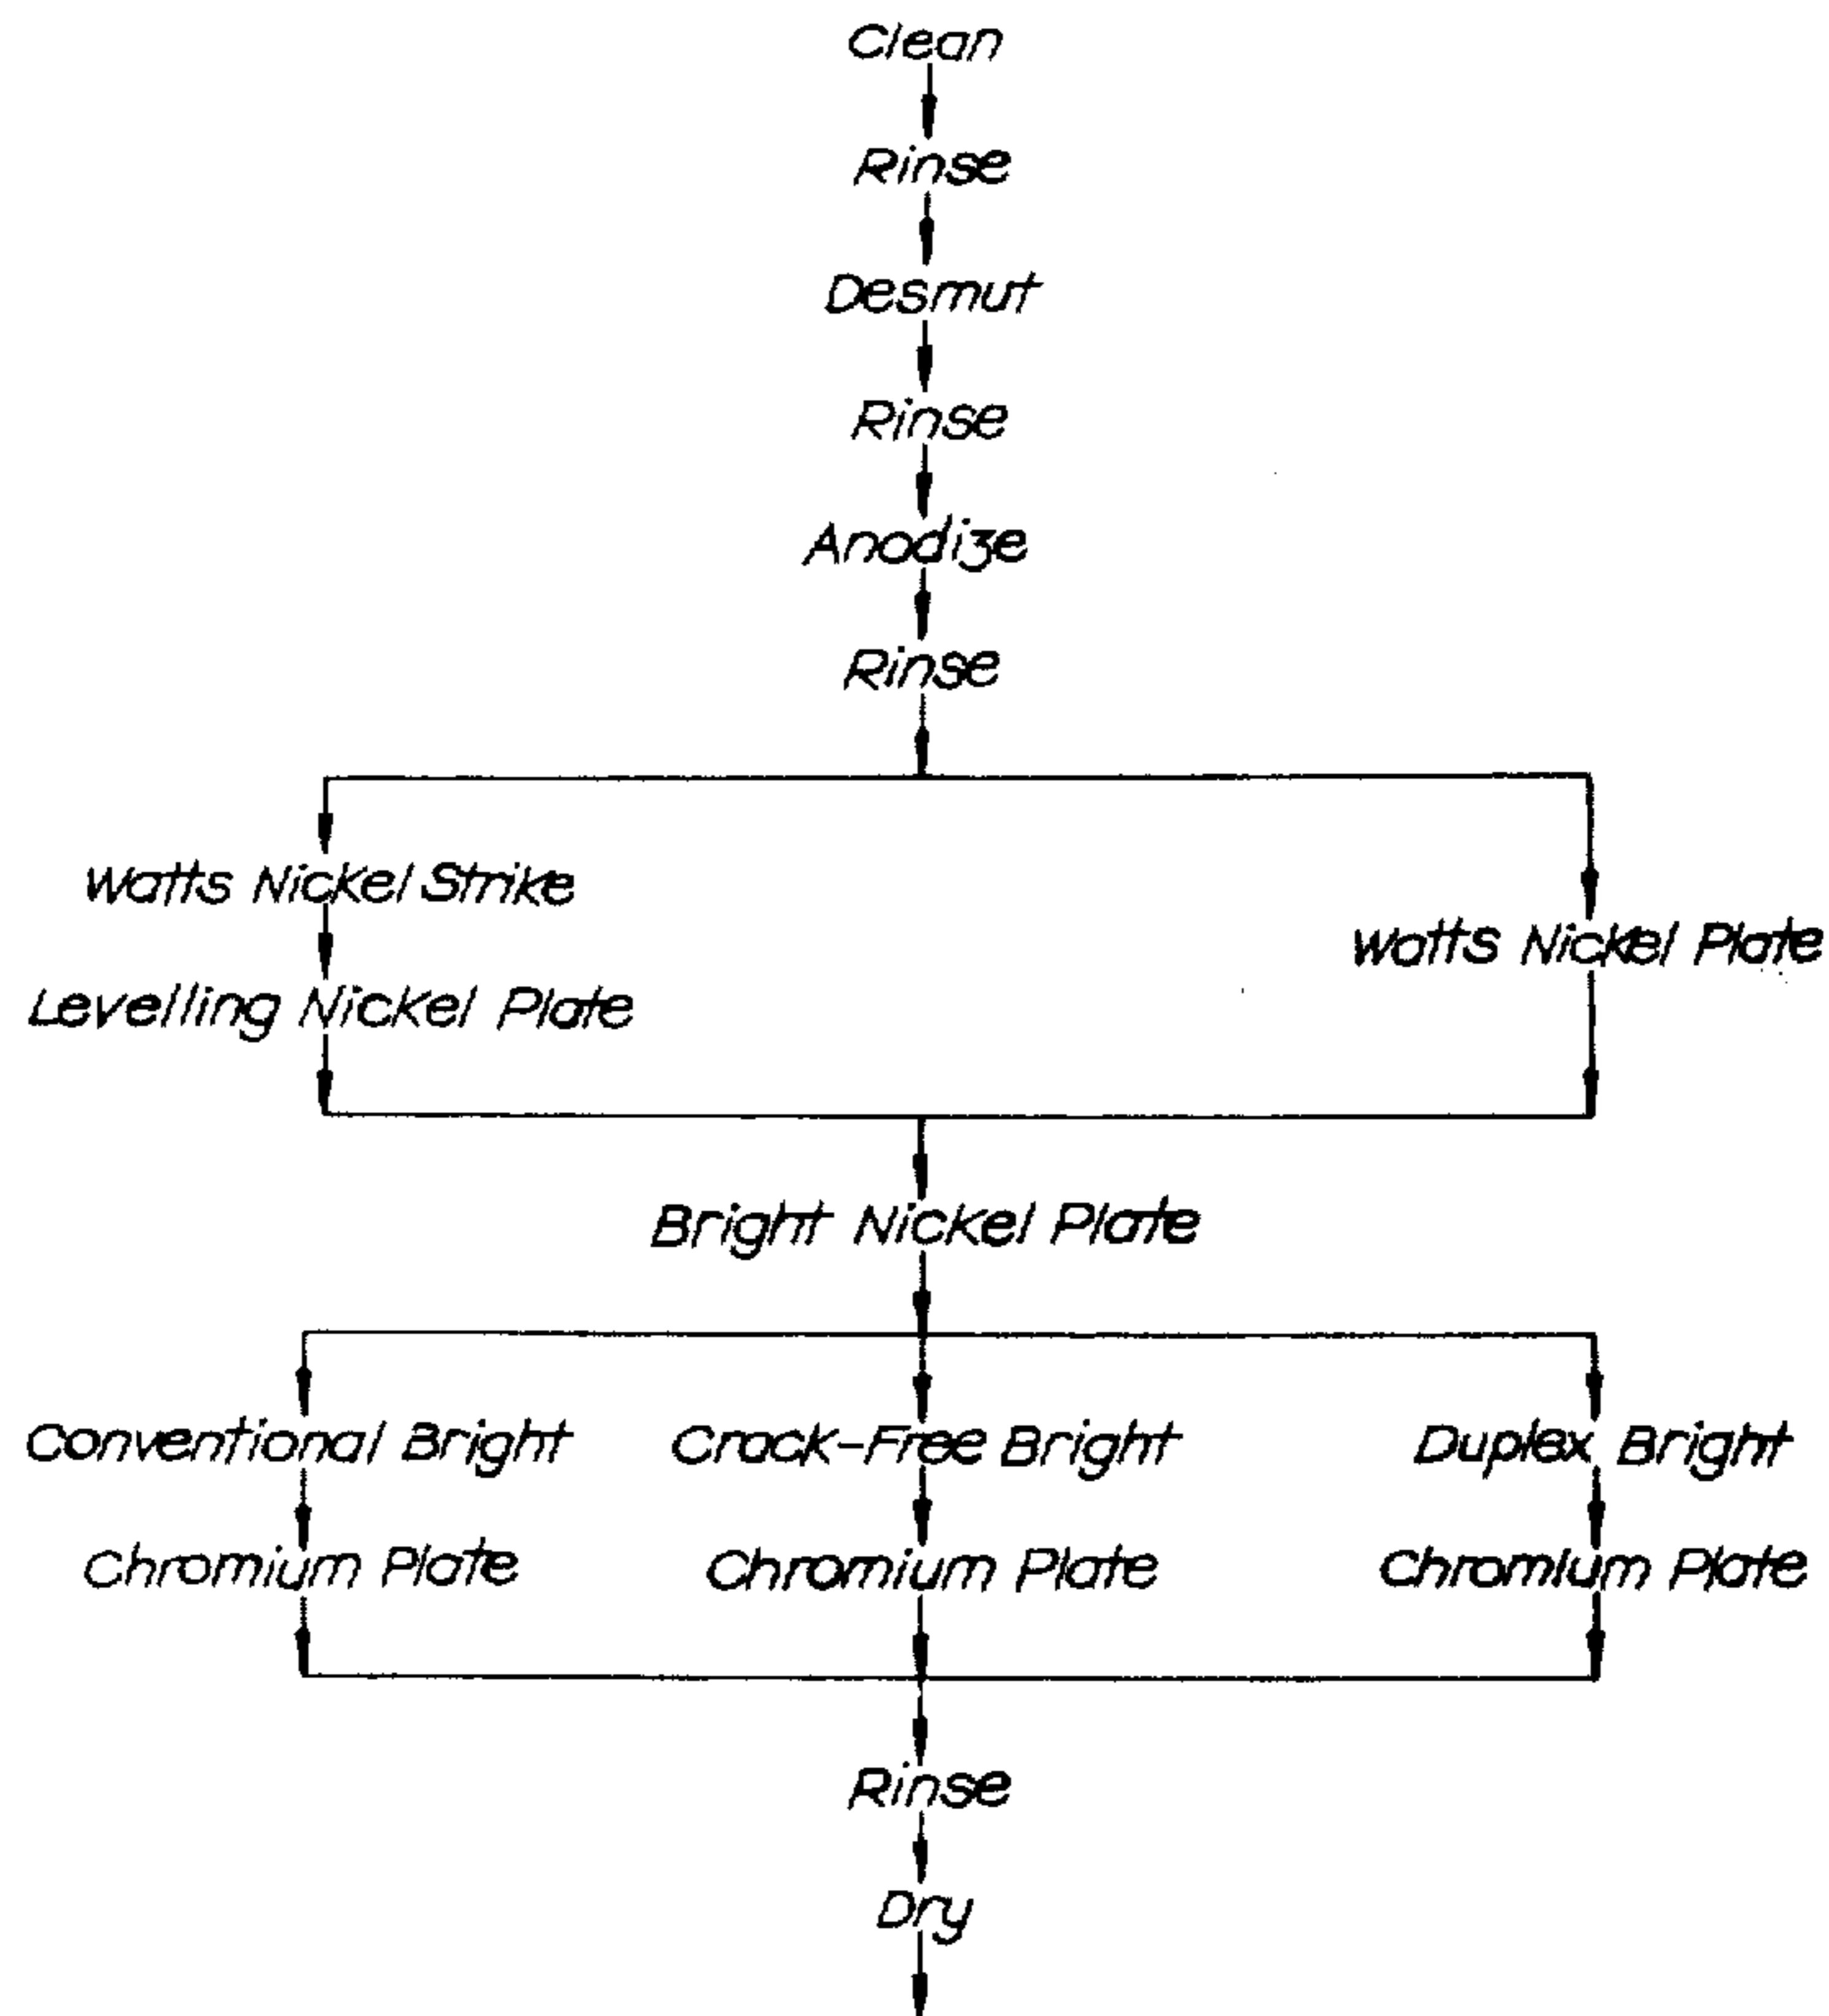 Clean
Rinse
Desmut
Rinse
Anodize
Rinse
Watts Nickel Strike
Watts Nickel Plate
Levelling Nickel Plate
Bright Nickel Plate
Conventional Bright
Crack-Free Bright
Duplex Bright
Chromium Plate
Chromium Plate
Chromium Plate
Rinse
Dry